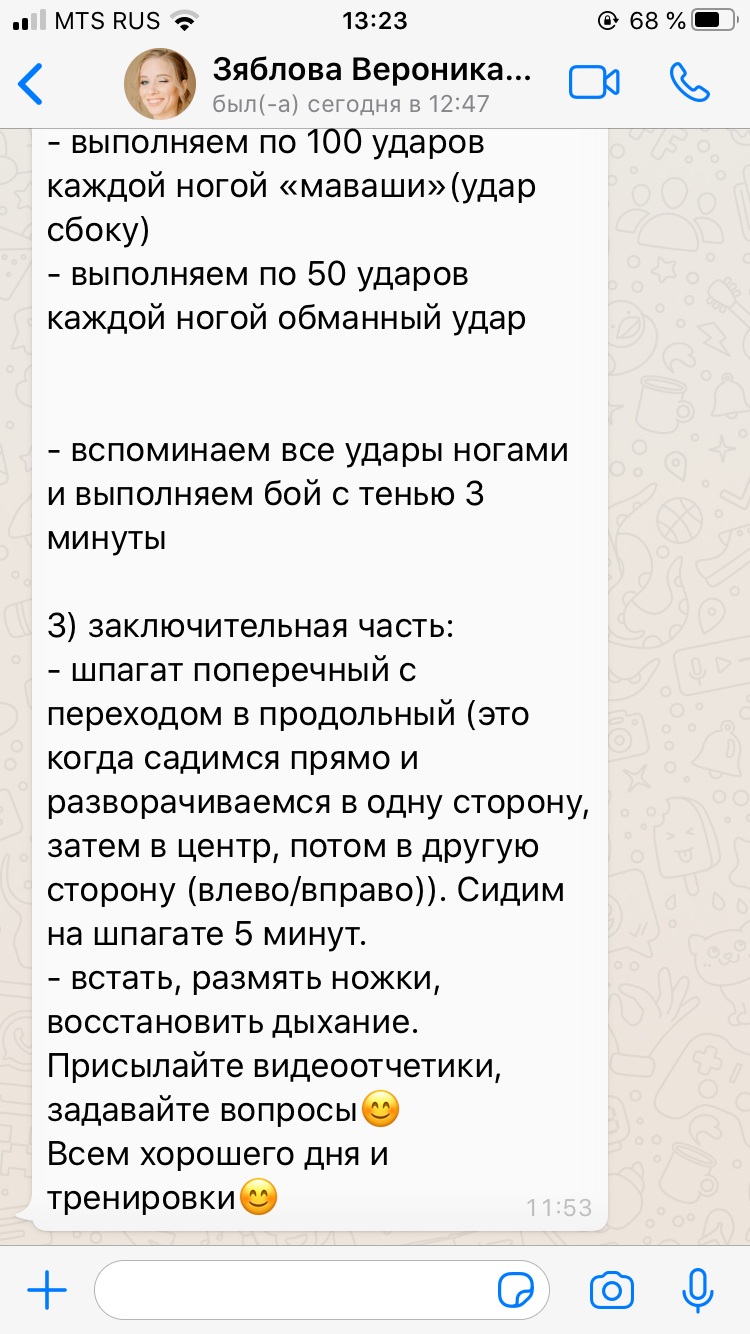 MTS RUS 13:23 68 %
Зяблова Вероника...
был(-а) сегодня в 12:47
- выполняем по 100 ударов
каждой ногой «маваши»(удар
сбоку)
- выполняем по 50 ударов
каждой ногой обманный удар
- вспоминаем все удары ногами
и выполняем бой с тенью 3
минуты
3) заключительная часть:
- шпагат поперечный с
переходом в продольный (это
когда садимся прямо и
разворачиваемся в одну сторону,
затем в центр, потом в другую
сторону (влево/вправо)). Сидим
на шпагате 5 минут.
- встать, размять ножки,
восстановить дыхание.
Присылайте видеоотчетики,
задавайте вопросы😊
Всем хорошего дня и
тренировки😊
11:53